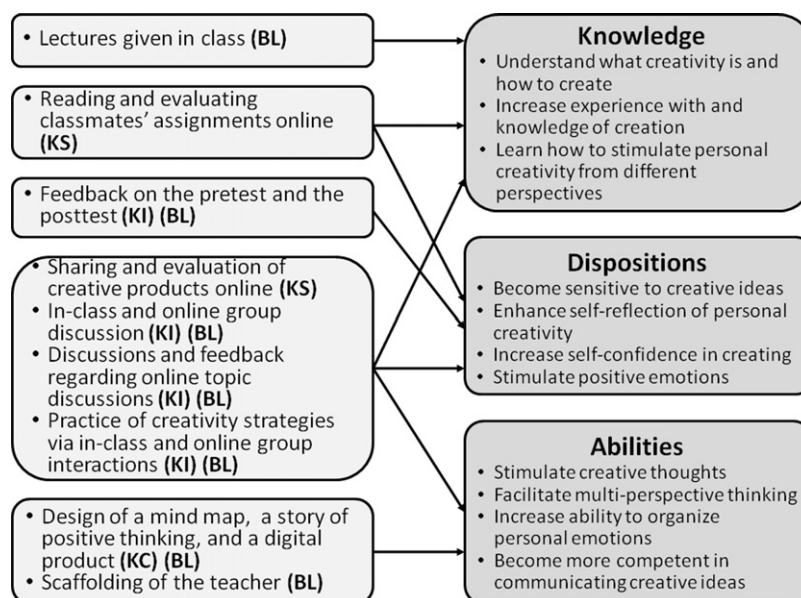 • Lectures given in class (BL)
• Reading and evaluating
classmates' assignments online
(KS)
• Feedback on the pretest and the
posttest (KI) (BL)
• Sharing and evaluation of
creative products online (KS)
• In-class and online group
discussion (KI) (BL)
• Discussions and feedback
regarding online topic
discussions (KI) (BL)
• Practice of creativity strategies
via in-class and online group
interactions (KI) (BL)
• Design of a mind map, a story of
positive thinking, and a digital
product (KC) (BL)
• Scaffolding of the teacher (BL)
Knowledge
• Understand what creativity is and
how to create
• Increase experience with and
knowledge of creation
• Learn how to stimulate personal
creativity from different
perspectives
Dispositions
• Become sensitive to creative ideas
• Enhance self-reflection of personal
creativity
• Increase self-confidence in creating
• Stimulate positive emotions
Abilities
• Stimulate creative thoughts
• Facilitate multi-perspective thinking
• Increase ability to organize
personal emotions
• Become more competent in
communicating creative ideas